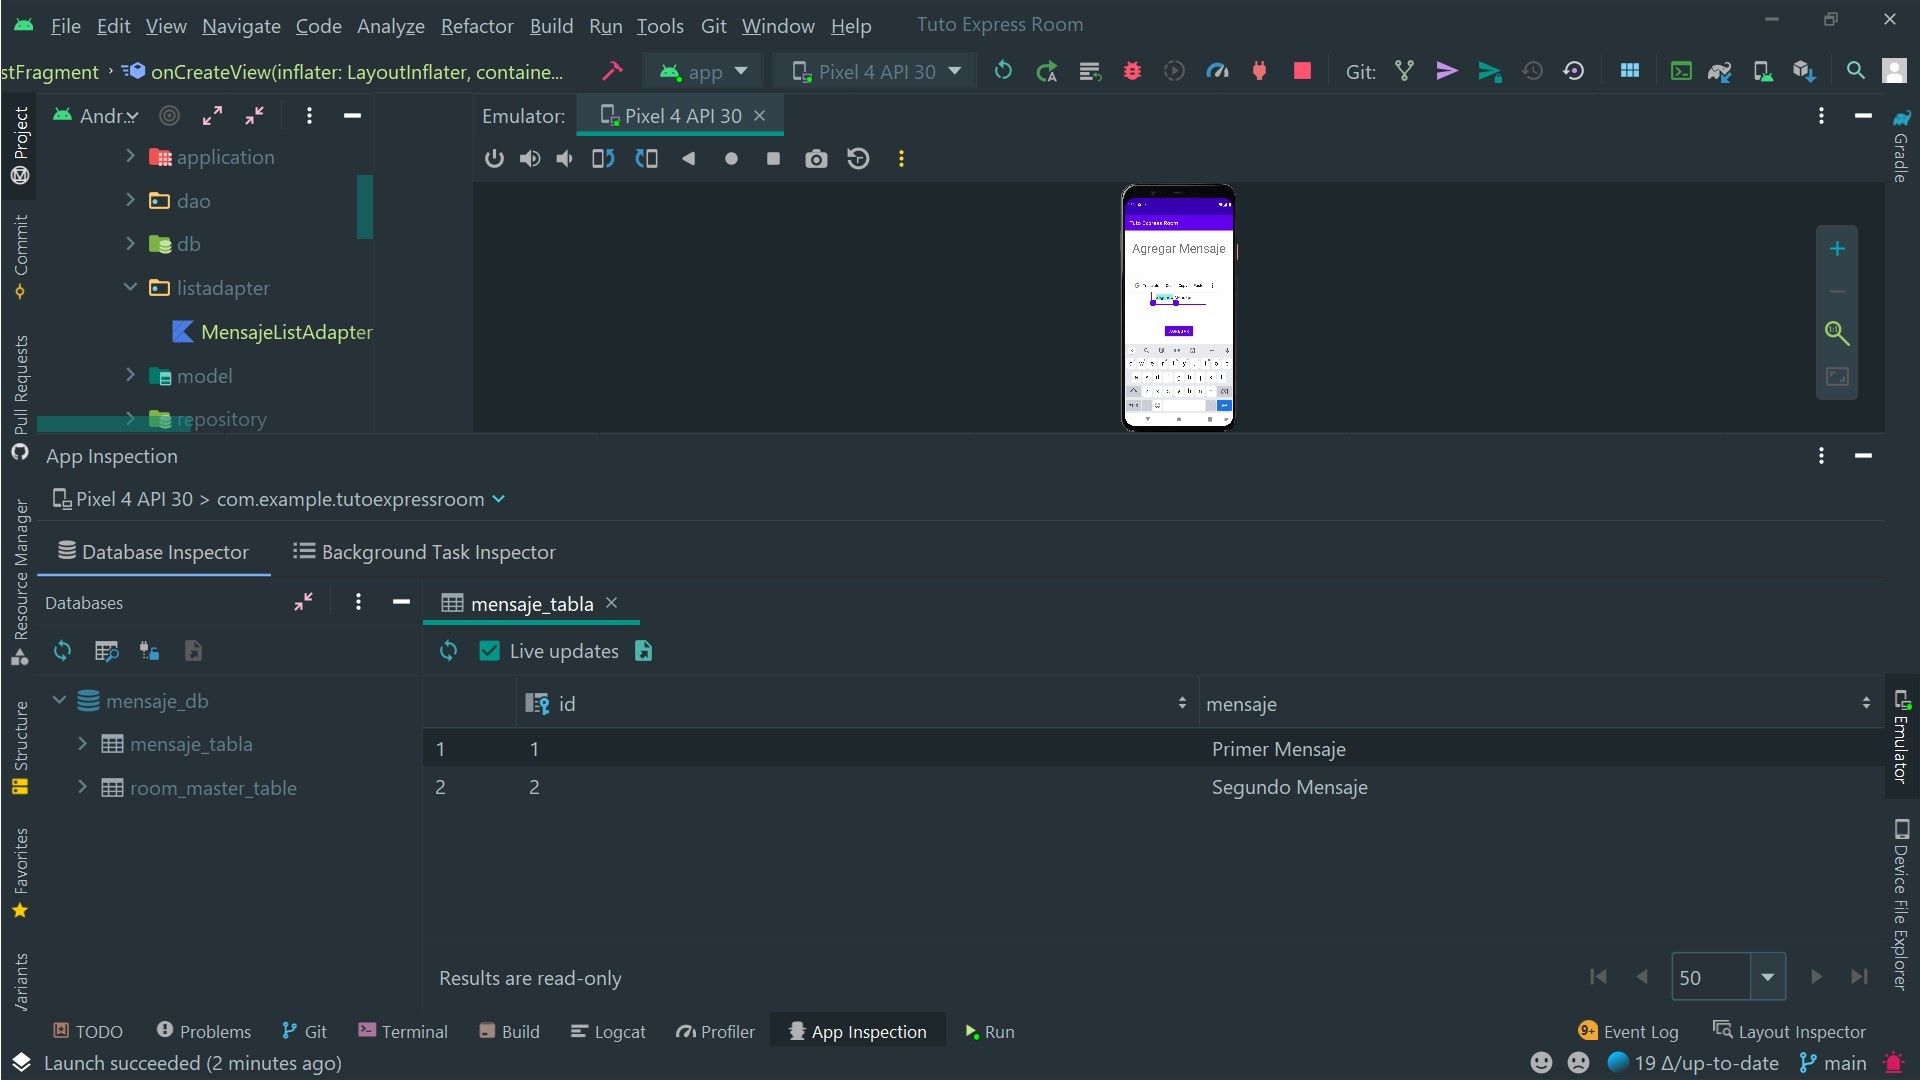 File Edit View Navigate Code Analyze Refactor Build Run Tools Git Window Help Tuto Express Room
stFragment onCreateView(inflater: LayoutInflater, containe... app Pixel 4 API 30 Git:
Andr... Emulator: Pixel 4 API 30
application
dao
db
listadapter
MensajeListAdapter
model
repository
Tuto Express Room
Agregar Mensaje
AGREGAR
Project
Commit
Pull Requests
Resource Manager
Structure
Favorites
Variants
Gradle
Emulator
Device File Explorer
App Inspection
Pixel 4 API 30 > com.example.tutoexpressroom
Database Inspector Background Task Inspector
Databases mensaje_tabla
Live updates
mensaje_db
mensaje_tabla
room_master_table
id mensaje
1 1 Primer Mensaje
2 2 Segundo Mensaje
Results are read-only 50
TODO Problems Git Terminal Build Logcat Profiler App Inspection Run 9+ Event Log Layout Inspector
Launch succeeded (2 minutes ago) 19 Δ/up-to-date main